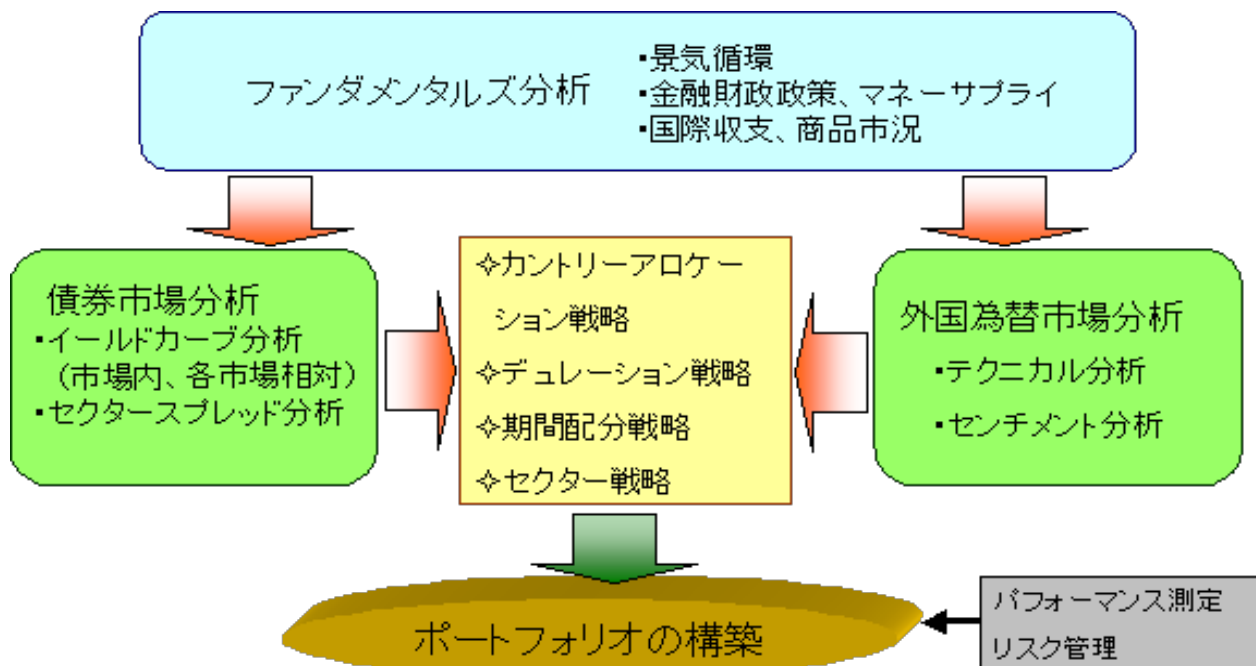 ファンダメンタルズ分析
▪景気循環
▪金融財政政策、マネーサプライ
▪国際収支、商品市況
債券市場分析
▪イールドカーブ分析
（市場内、各市場相対）
▪セクタースプレッド分析
✧カントリーアロケー
ション戦略
✧デュレーション戦略
✧期間配分戦略
✧セクター戦略
外国為替市場分析
▪テクニカル分析
▪センチメント分析
ポートフォリオの構築
パフォーマンス測定
リスク管理